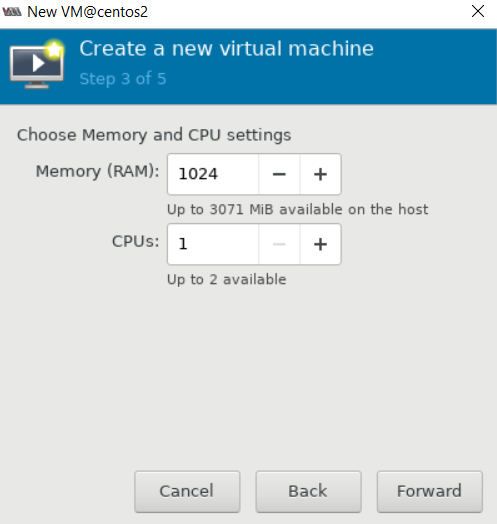 New VM@centos2
Create a new virtual machine
Step 3 of 5
Choose Memory and CPU settings
Memory (RAM): 1024
Up to 3071 MiB available on the host
CPUs: 1
Up to 2 available
Cancel Back Forward